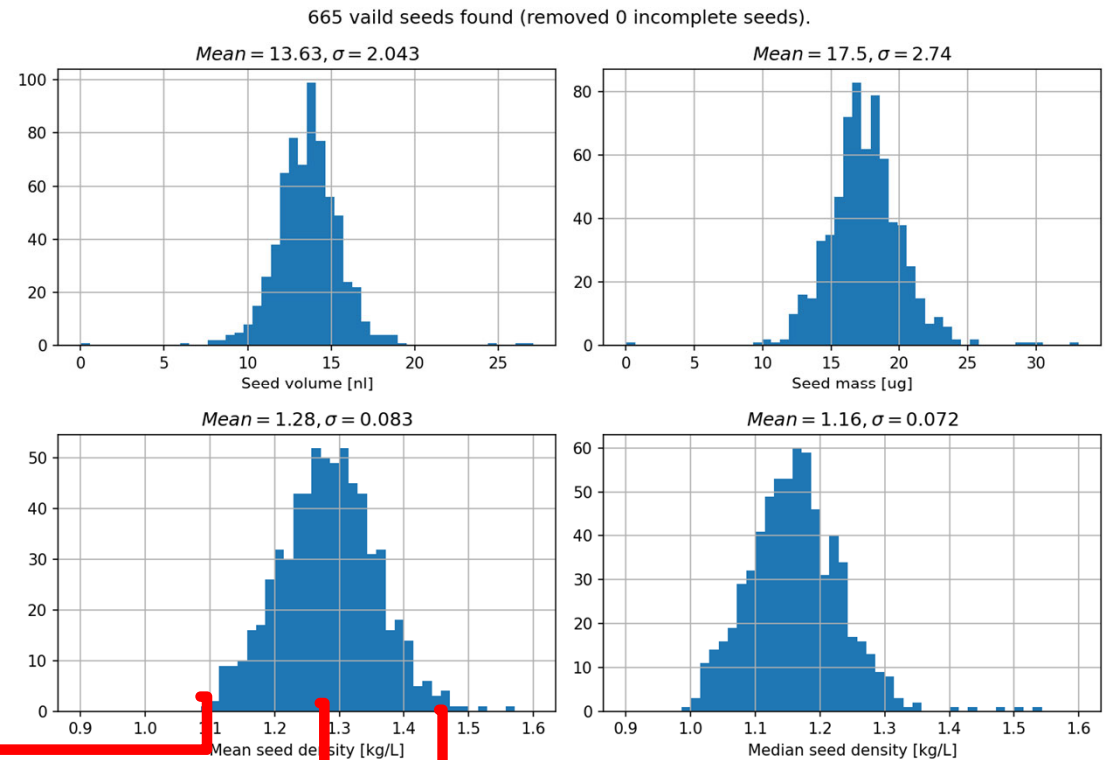 665 vaild seeds found (removed 0 incomplete seeds).
Mean = 13.63, σ = 2.043
100
80
60
40
20
0
0 5 10 15 20 25
Seed volume [nl]
Mean = 17.5, σ = 2.74
80
60
40
20
0
0 5 10 15 20 25 30
Seed mass [ug]
Mean = 1.28, σ = 0.083
50
40
30
20
10
0
0.9 1.0 1.2 1.3 1.4 1.5 1.6
Mean seed density [kg/L]
Mean = 1.16, σ = 0.072
60
50
40
30
20
10
0
0.9 1.0 1.1 1.2 1.3 1.4 1.5 1.6
Median seed density [kg/L]